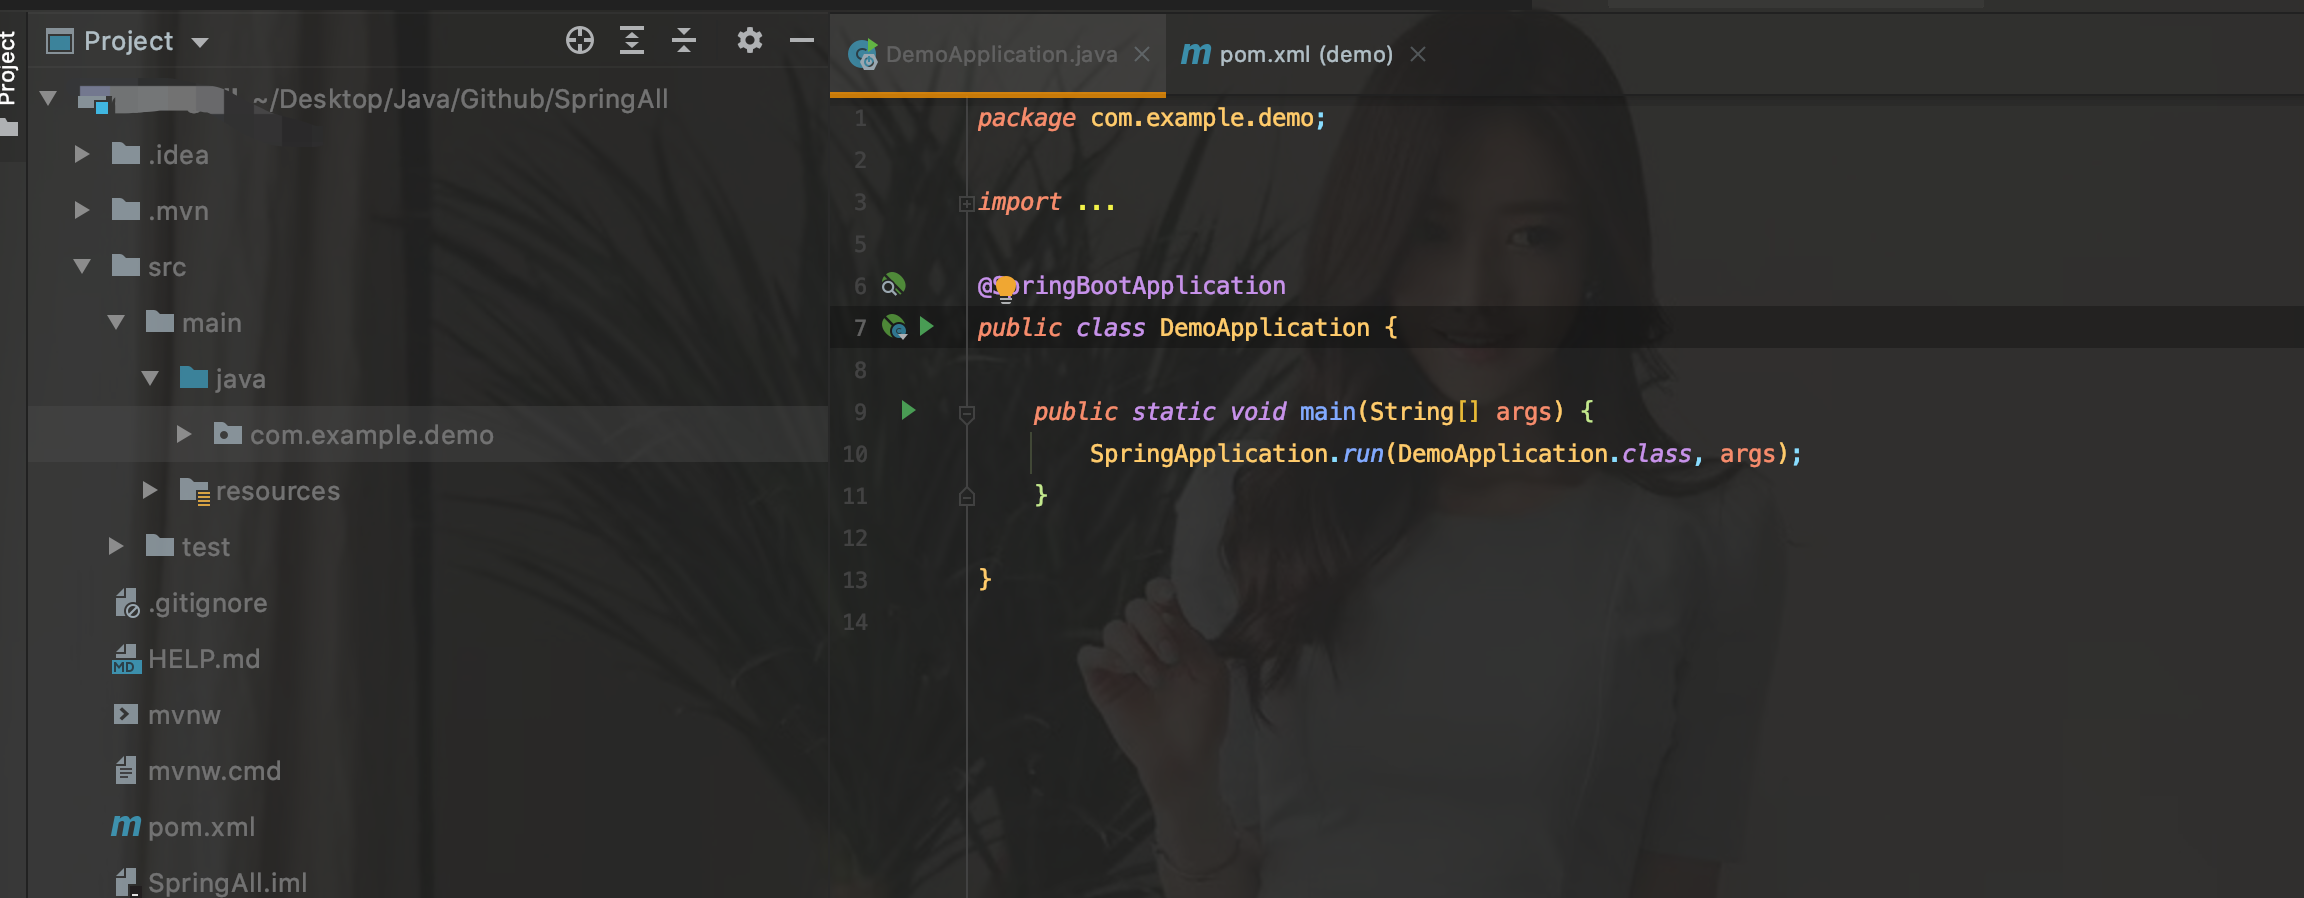 Project
Project
~/Desktop/Java/Github/SpringAll
.idea
.mvn
src
main
java
com.example.demo
resources
test
.gitignore
HELP.md
mvnw
mvnw.cmd
pom.xml
SpringAll.iml
DemoApplication.java
pom.xml (demo)
1 package com.example.demo;
2
3 import ...
5
6 @SpringBootApplication
7 public class DemoApplication {
8
9 public static void main(String[] args) {
10 SpringApplication.run(DemoApplication.class, args);
11 }
12
13 }
14